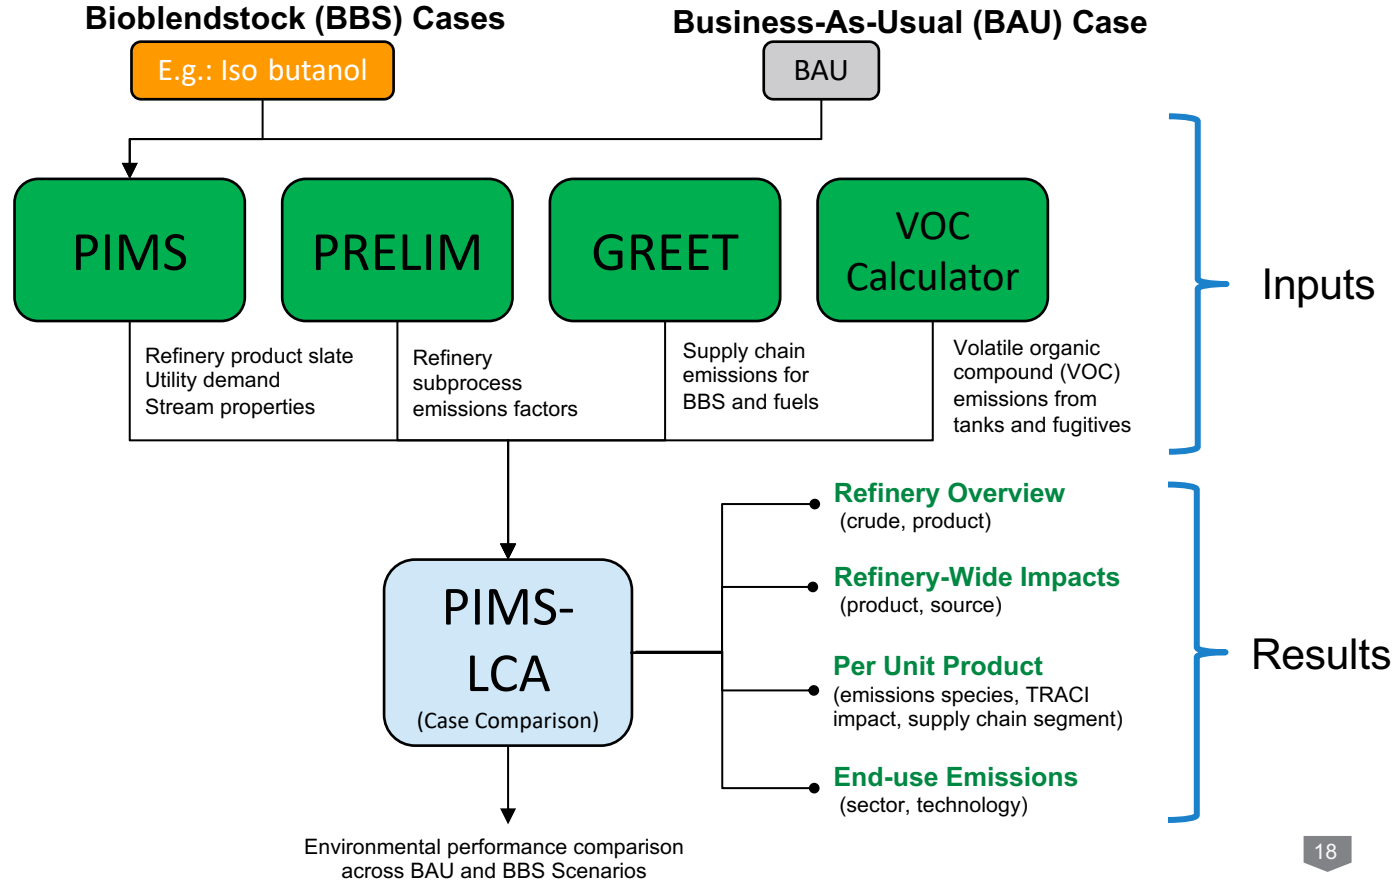 Bioblendstock (BBS) Cases
Business-As-Usual (BAU) Case
E.g.: Iso butanol
BAU
PIMS
PRELIM
GREET
VOC
Calculator
Inputs
Refinery product slate
Utility demand
Stream properties
Refinery
subprocess
emissions factors
Supply chain
emissions for
BBS and fuels
Volatile organic
compound (VOC)
emissions from
tanks and fugitives
PIMS-
LCA
(Case Comparison)
Refinery Overview
(crude, product)
Refinery-Wide Impacts
(product, source)
Per Unit Product
(emissions species, TRACI
impact, supply chain segment)
End-use Emissions
(sector, technology)
Results
Environmental performance comparison
across BAU and BBS Scenarios
18